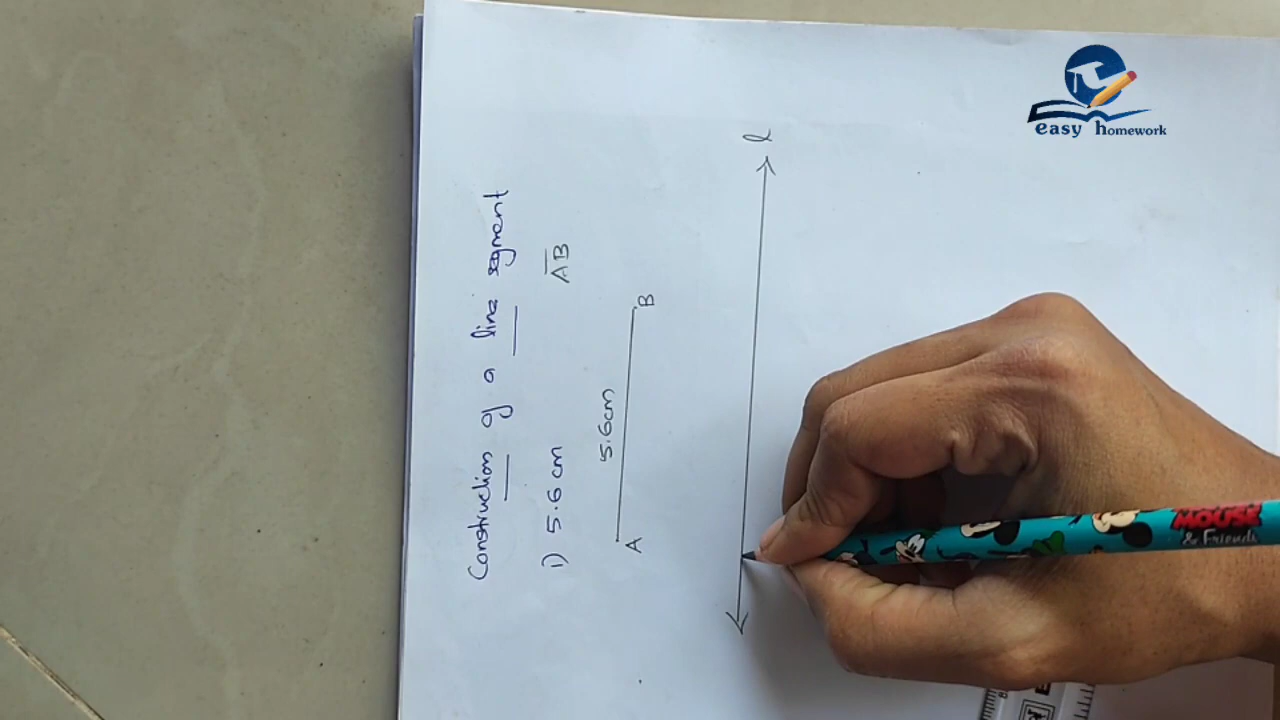 Construction of a line segment
1) 5.6 cm AB
5.6cm
A B
l
easy homework
MOUSE
& Friends